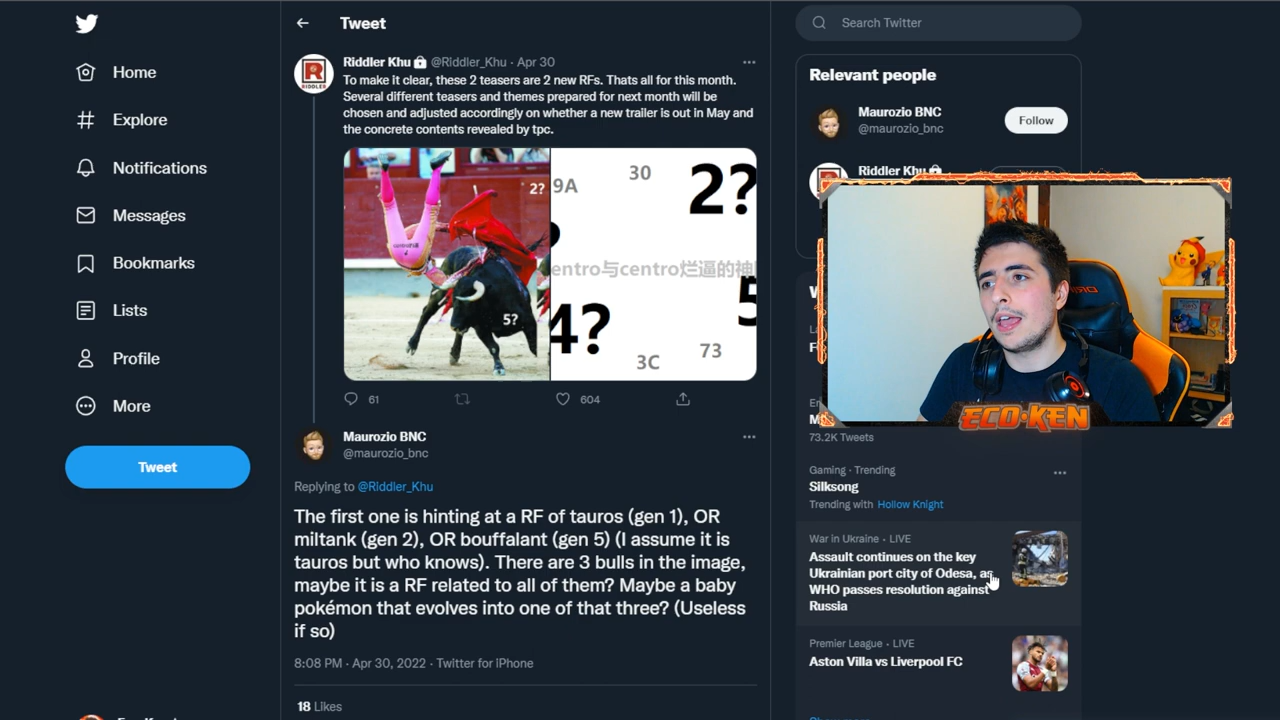 Tweet
Search Twitter
Home
Explore
Notifications
Messages
Bookmarks
Lists
Profile
More
Tweet
Riddler Khu @Riddler_Khu · Apr 30
To make it clear, these 2 teasers are 2 new RFs. Thats all for this month.
Several different teasers and themes prepared for next month will be
chosen and adjusted accordingly on whether a new trailer is out in May and
the concrete contents revealed by tpc.
RIDDLER
2?
5?
9A
30
2?
entro与centro烂逼的神
4?
5
3C
73
61
604
Maurozio BNC
@maurozio_bnc
Replying to @Riddler_Khu
The first one is hinting at a RF of tauros (gen 1), OR
miltank (gen 2), OR bouffalant (gen 5) (I assume it is
tauros but who knows). There are 3 bulls in the image,
maybe it is a RF related to all of them? Maybe a baby
pokémon that evolves into one of that three? (Useless
if so)
8:08 PM · Apr 30, 2022 · Twitter for iPhone
18 Likes
Relevant people
Maurozio BNC
@maurozio_bnc
Follow
Riddler Khu
ECO·KEN
73.2K Tweets
Gaming · Trending
Silksong
Trending with Hollow Knight
War in Ukraine · LIVE
Assault continues on the key
Ukrainian port city of Odesa, as
WHO passes resolution against
Russia
Premier League · LIVE
Aston Villa vs Liverpool FC